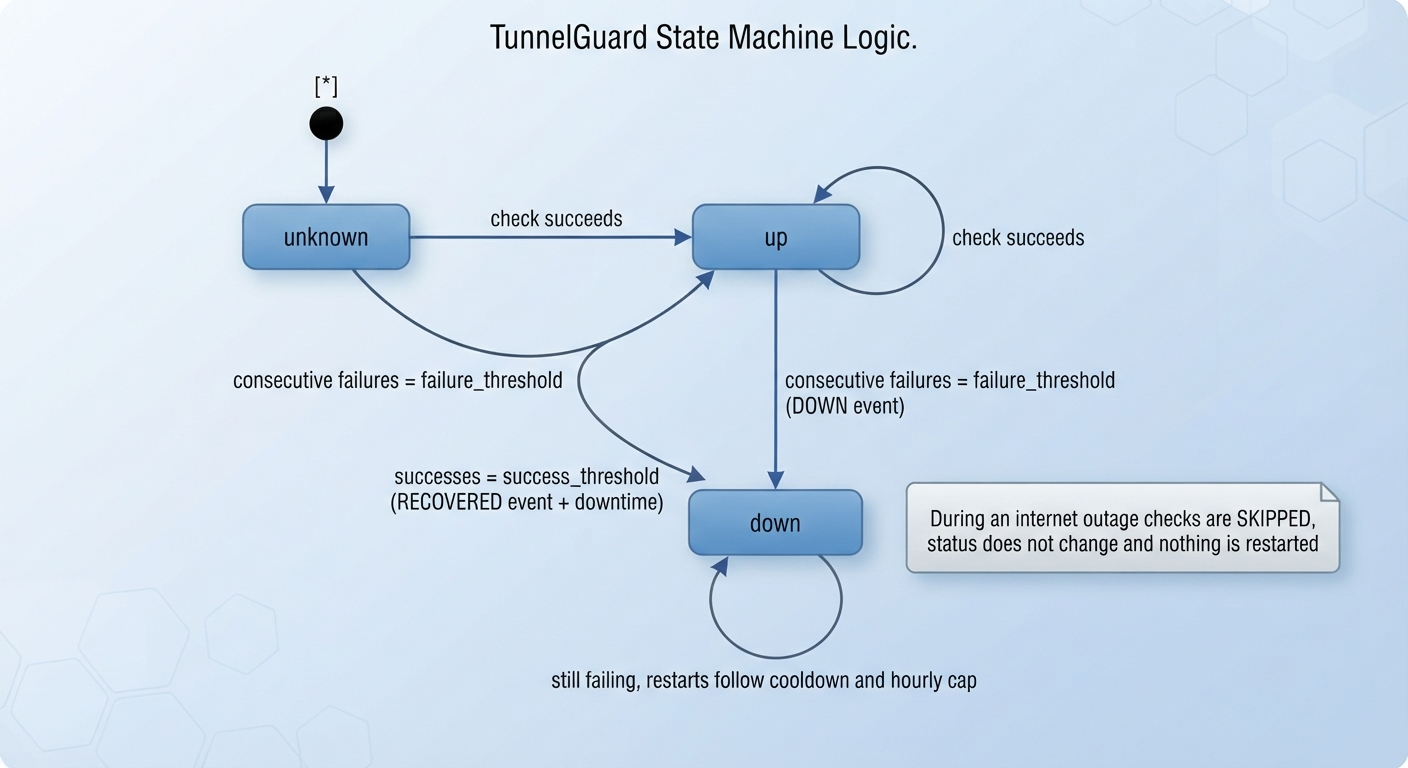 TunnelGuard State Machine Logic.
[*]
unknown
check succeeds
up
check succeeds
consecutive failures = failure_threshold
consecutive failures = failure_threshold
(DOWN event)
successes = success_threshold
(RECOVERED event + downtime)
down
During an internet outage checks are SKIPPED,
status does not change and nothing is restarted
still failing, restarts follow cooldown and hourly cap